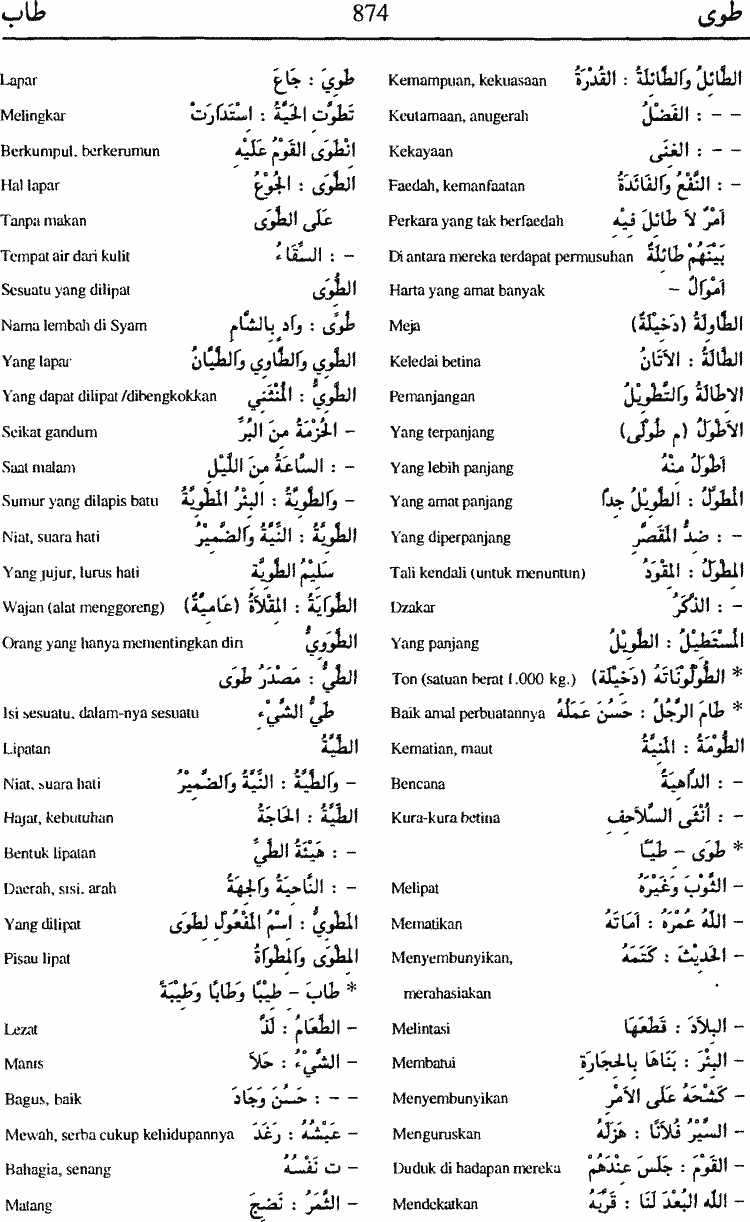 طوى 874 طاب
الطَّائِلُ وَالطَّائِلَةُ : القُدْرَةُ Kemampuan, kekuasaan
– – : الفَضْلُ Keutamaan, anugerah
– – : الغِنَى Kekayaan
– : النَّفْعُ وَالفَائِدَةُ Faedah, kemanfaatan
أَمْرٌ لاَ طَائِلَ فِيْهِ Perkara yang tak berfaedah
بَيْنَهُمْ طَائِلَةٌ Di antara mereka terdapat permusuhan
أَمْوَالٌ – Harta yang amat banyak
الطَّاوِلَةُ (دَخِيْلَةٌ) Meja
الطَّالَةُ : الأَتَانُ Keledai betina
الاِطَالَةُ وَالتَّطْوِيْلُ Pemanjangan
الأَطْوَلُ (م طُوْلَى) Yang terpanjang
أَطْوَلُ مِنْهُ Yang lebih panjang
المُطَوَّلُ : الطَّوِيْلُ جِداًّ Yang amat panjang
– : ضِدُّ المُقَصَّرِ Yang diperpanjang
المِطْوَلُ : المِقْوَدُ Tali kendali (untuk menuntun)
– : الذَّكَرُ Dzakar
المُسْتَطِيْلُ : الطَّوِيْلُ Yang panjang
* الطُّوْلُوْنَاتَهُ (دَخِيْلَة) Ton (satuan berat 1.000 kg.)
* طَامَ الرَّجُلُ : حَسُنَ عَمَلُهُ Baik amal perbuatannya
الطُّوْمَةُ : المَنِيَّةُ Kematian, maut
– : الدَّاهِيَةُ Bencana
– : أُنْثَى السَّلاَحِفِ Kura-kura betina
* طَوَى – طَيًّا
– الثَّوْبَ وَغَيْرَهُ Melipat
– اللّٰهُ عُمْرَهُ : أَمَاتَهُ Mematikan
– الحَدِيْثَ : كَتَمَهُ Menyembunyikan,
merahasiakan
– البِلاَدَ : قَطَعَهَا Melintasi
– البِئْرَ : بَنَاهَا بِالحِجَارَةِ Membatui
– كَشْحَهُ عَلَى الأَمْرِ Menyembunyikan
– السَّيْرُ فُلاَنًا : هَزَلَهُ Menguruskan
– القَوْمَ : جَلَسَ عِنْدَهُمْ Duduk di hadapan mereka
– اللّٰهُ البُعْدَ لَنَا : قَرَّبَهُ Mendekatkan
طَوِيَ : جَاعَ Lapar
تَطَوَّتِ الحَيَّةُ : اسْتَدَارَتْ Melingkar
انْطَوَى القَوْمُ عَلَيْهِ Berkumpul, berkerumun
الطَّوَى : الجُوْعُ Hal lapar
عَلَى الطَّوَى Tanpa makan
– : السِّقَاءُ Tempat air dari kulit
الطُّوَى Sesuatu yang dilipat
طُوًى : وَادٍ بِالشَّامِ Nama lembah di Syam
الطَّوِي وَالطَّاوِي وَالطَّيَّانُ Yang lapar
الطَّوِيُّ : المُنْثَنِي Yang dapat dilipat /dibengkokkan
– الحُزْمَةُ مِنَ البُرِّ Seikat gandum
– : السَّاعَةُ مِنَ اللَّيْلِ Saat malam
– وَالطَّوِيَّةُ : البِئْرُ المَطْوِيَّةُ Sumur yang dilapis batu
الطَّوِيَّةُ : النِّيَّةُ وَالضَّمِيْرُ Niat, suara hati
سَلِيْمُ الطَّوِيَّةِ Yang jujur, lurus hati
الطَّوَّايَةُ : المِقْلاَةُ (عَامِيَةٌ) Wajan (alat menggoreng)
الطَّوَوِيُّ Orang yang hanya mementingkan diri
الطَّيُّ : مَصْدَرُ طَوَى
طَيُّ الشَّيْءِ Isi sesuatu, dalam-nya sesuatu
الطَّيَّةُ Lipatan
– وَالطِّيَّةُ : النِّيَّةُ وَالضَّمِيْرُ Niat, suara hati
الطِّيَّةُ : الحَاجَةُ Hajat, kebutuhan
– : هَيْئَةُ الطَّيِّ Bentuk lipatan
– : النَّاحِيَةُ وَالجِهَةُ Daerah, sisi, arah
المَطْوِيُّ : اسْمُ المَفْعُوْلِ لِطَوَى Yang dilipat
المِطْوَى وَالمِطْوَاةُ Pisau lipat
* طَابَ – طِيْبًا وَطَابًا وَطِيْبَةً
– الطَّعَامُ : لَذَّ Lezat
– الشَّيْءُ : حَلاَ Manis
– – : حَسُنَ وَجَادَ Bagus, baik
– عَيْشُهُ : رَغَدَ Mewah, serba cukup kehidupannya
– ت نَفْسُهُ Bahagia, senang
– الثَّمَرُ : نَضِجَ Matang